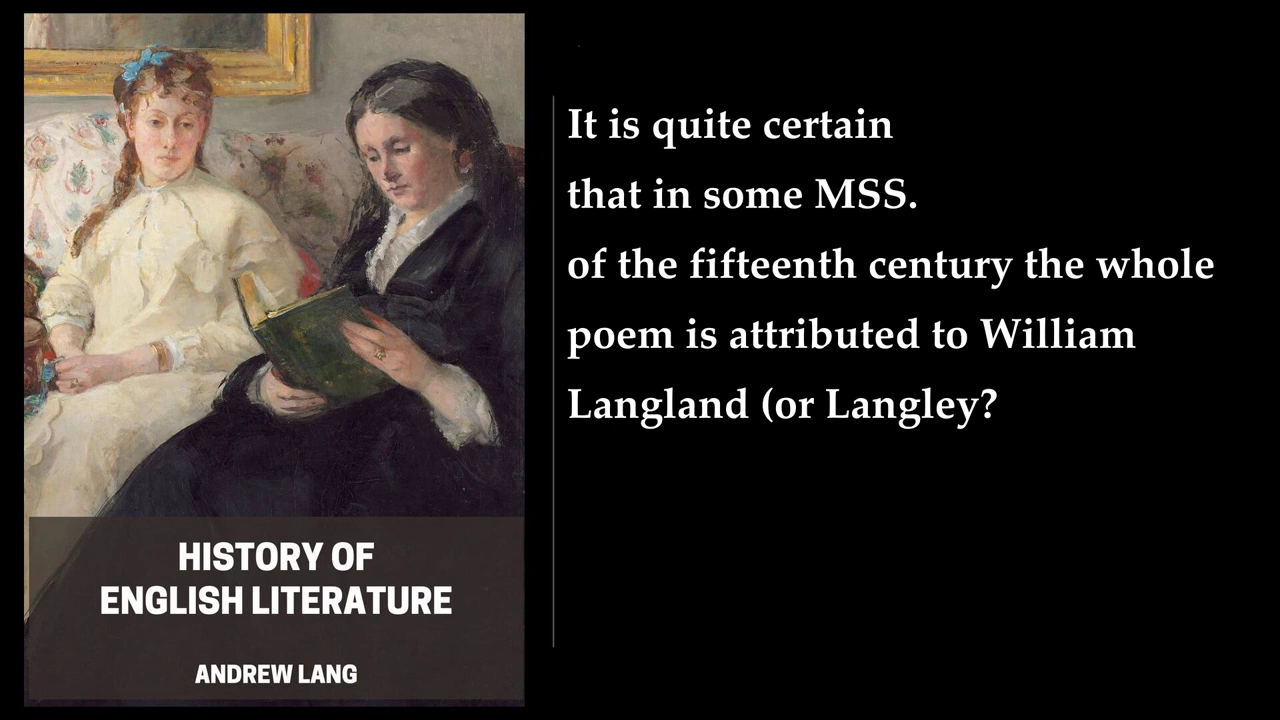 HISTORY OF
ENGLISH LITERATURE
ANDREW LANG
It is quite certain
that in some MSS.
of the fifteenth century the whole
poem is attributed to William
Langland (or Langley?